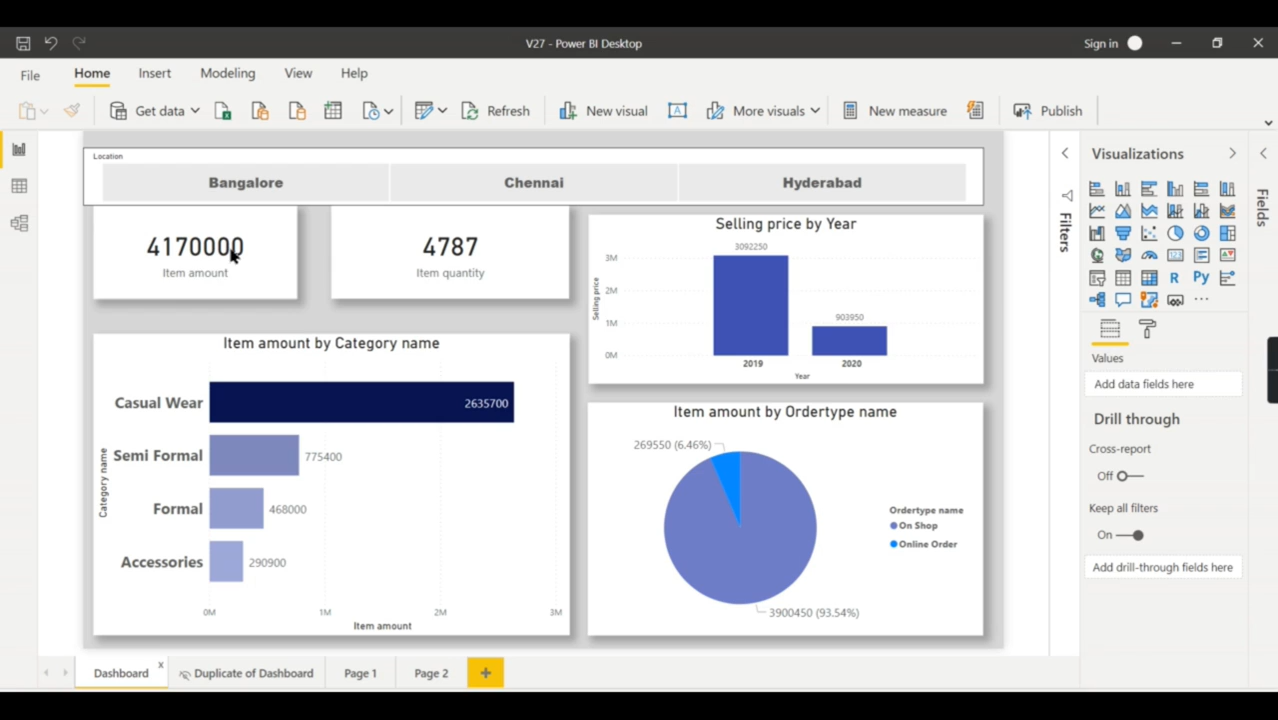 V27 - Power BI Desktop
Sign in
File
Home
Insert
Modeling
View
Help
Get data
Refresh
New visual
More visuals
New measure
Publish
Location
Bangalore
Chennai
Hyderabad
4170000
Item amount
4787
Item quantity
Selling price by Year
3092250
903950
3M
2M
1M
0M
Selling price
2019
2020
Year
Item amount by Category name
Category name
Casual Wear
2635700
Semi Formal
775400
Formal
468000
Accessories
290900
0M
1M
2M
3M
Item amount
Item amount by Ordertype name
269550 (6.46%)
3900450 (93.54%)
Ordertype name
On Shop
Online Order
Filters
Visualizations
R
Py
123
Values
Add data fields here
Drill through
Cross-report
Off
Keep all filters
On
Add drill-through fields here
Fields
Dashboard
x
Duplicate of Dashboard
Page 1
Page 2
+